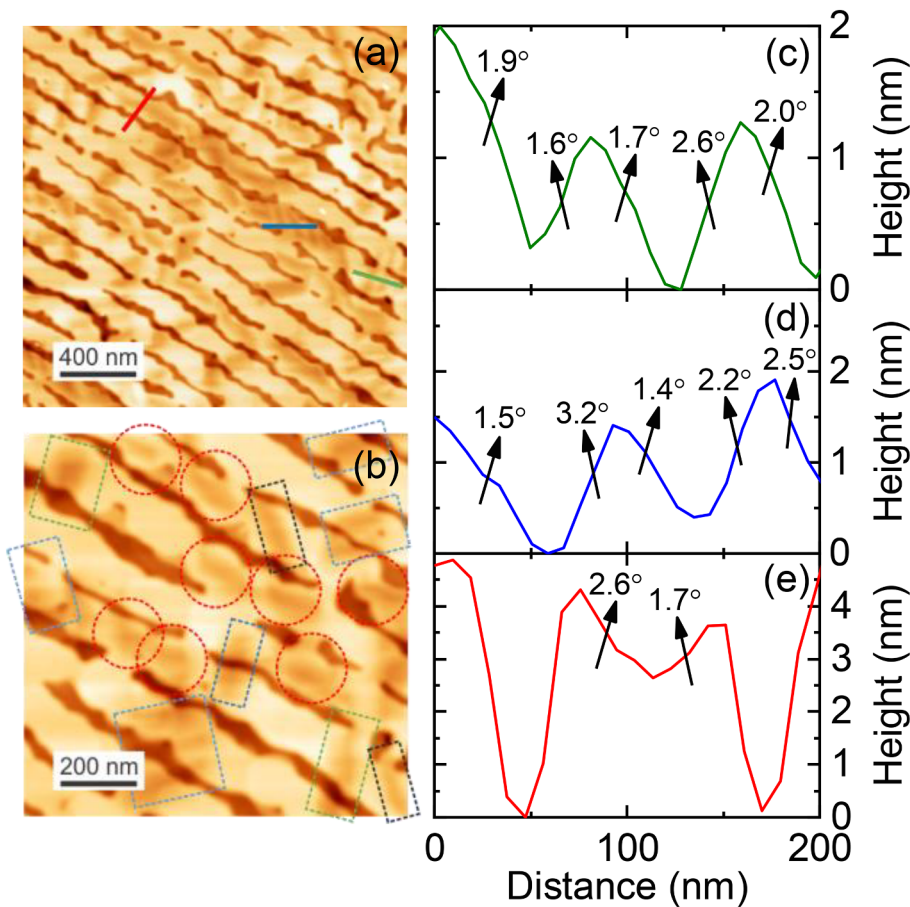 (a)
400 nm
(b)
200 nm
(c)
1.9°
1.6°
1.7°
2.6°
2.0°
2
1
0
Height (nm)
(d)
1.5°
3.2°
1.4°
2.2°
2.5°
2
1
0
Height (nm)
(e)
2.6°
1.7°
4
3
2
1
0
Height (nm)
0
100
200
Distance (nm)